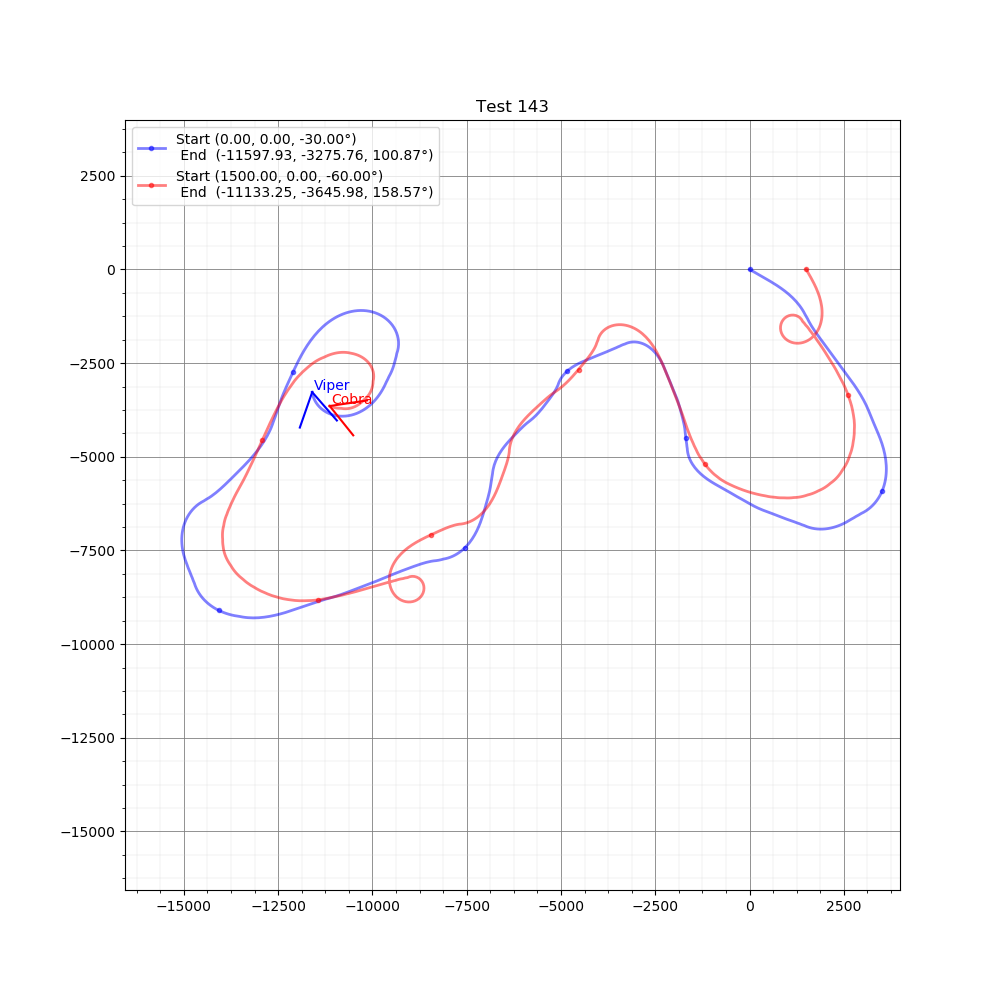 Test 143
Start (0.00, 0.00, -30.00°)
End  (-11597.93, -3275.76, 100.87°)
Start (1500.00, 0.00, -60.00°)
End  (-11133.25, -3645.98, 158.57°)
2500
0
−2500
−5000
−7500
−10000
−12500
−15000
Viper
Cobra
−15000 −12500 −10000 −7500 −5000 −2500 0 2500